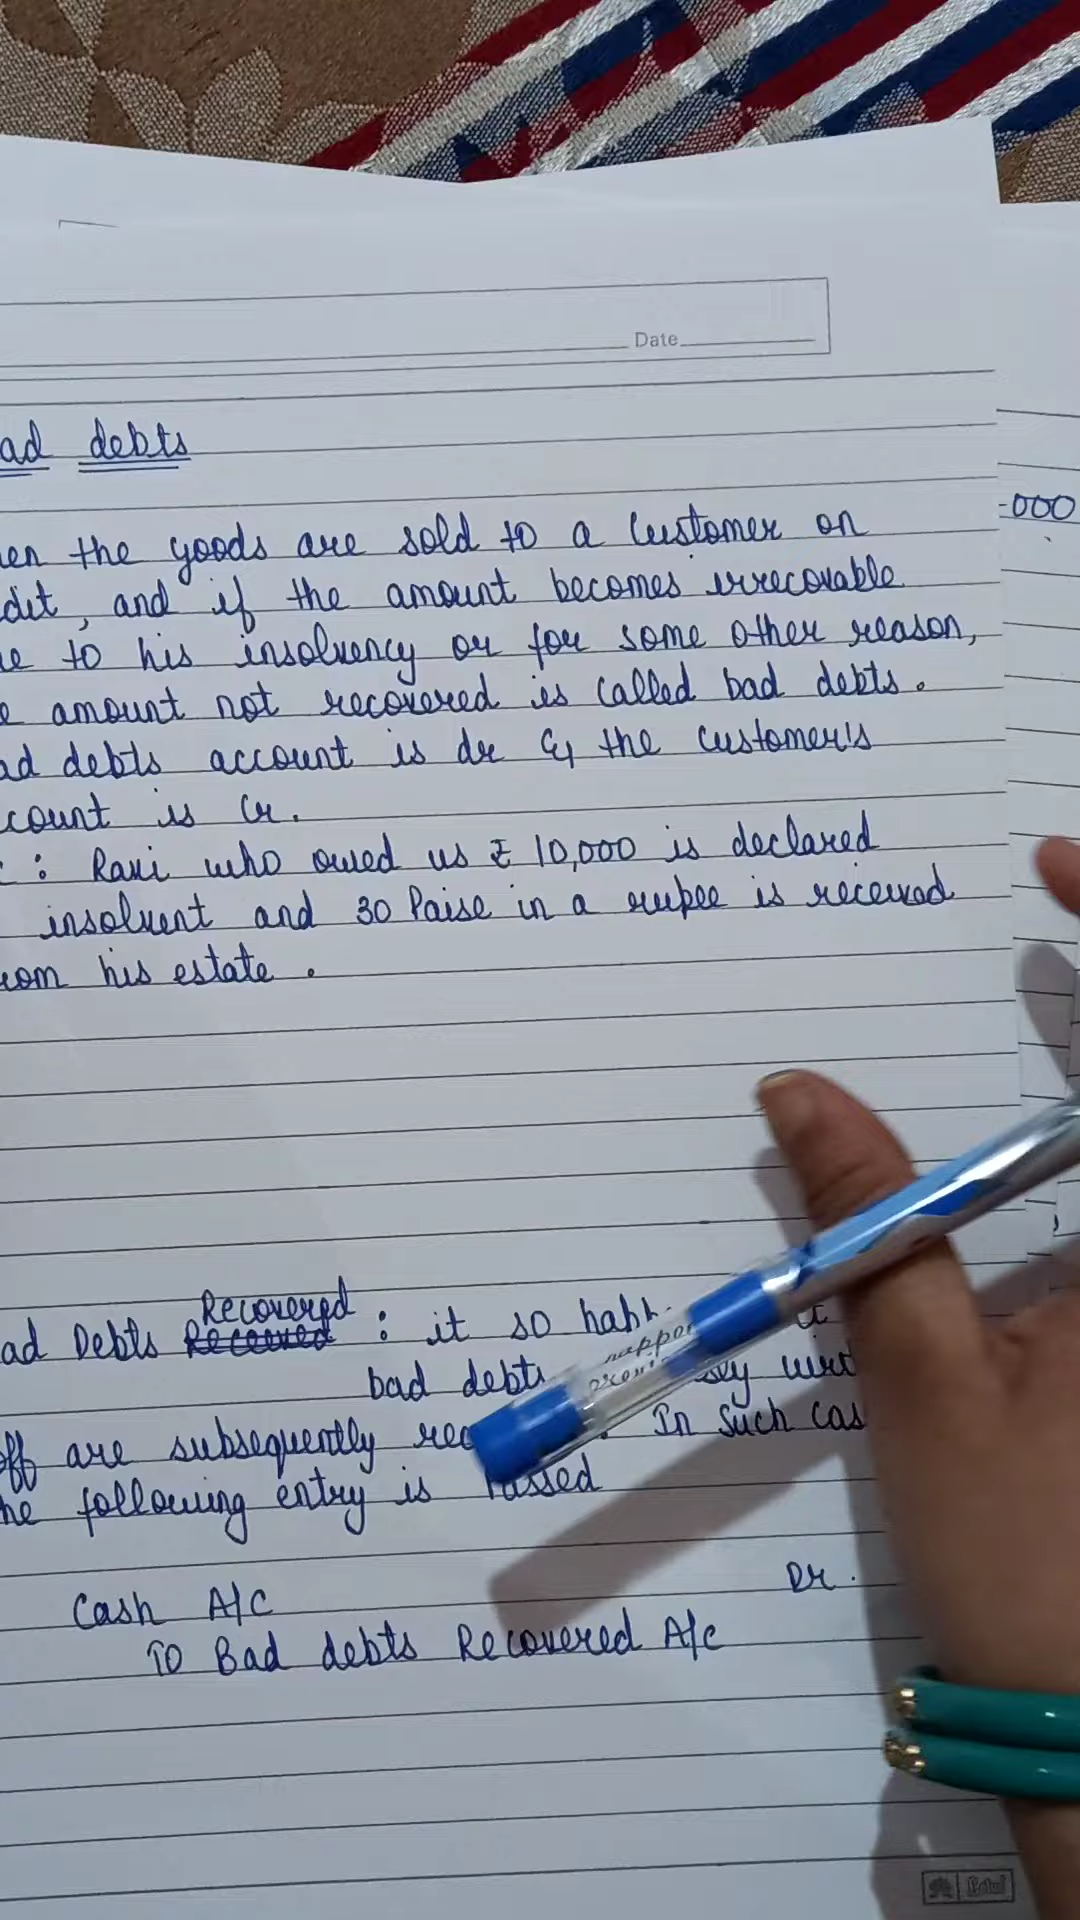 Date
ad debts
en the goods are sold to a Customer on
dit, and if the amount becomes irrecovable
ue to his insolvency or for some other reason,
e amount not recovered is called bad debts.
ad debts account is dr & the customer's
count is Cr.
: Ravi who owed us ₹ 10,000 is declared
insolvent and 30 Paise in a rupee is received
rom his estate.
000
Recovered
ad Debts : it so
bad debt
ff are subsequently In Such cas
he following entry is Passed
Cash A/C Dr.
To Bad debts Recovered A/c